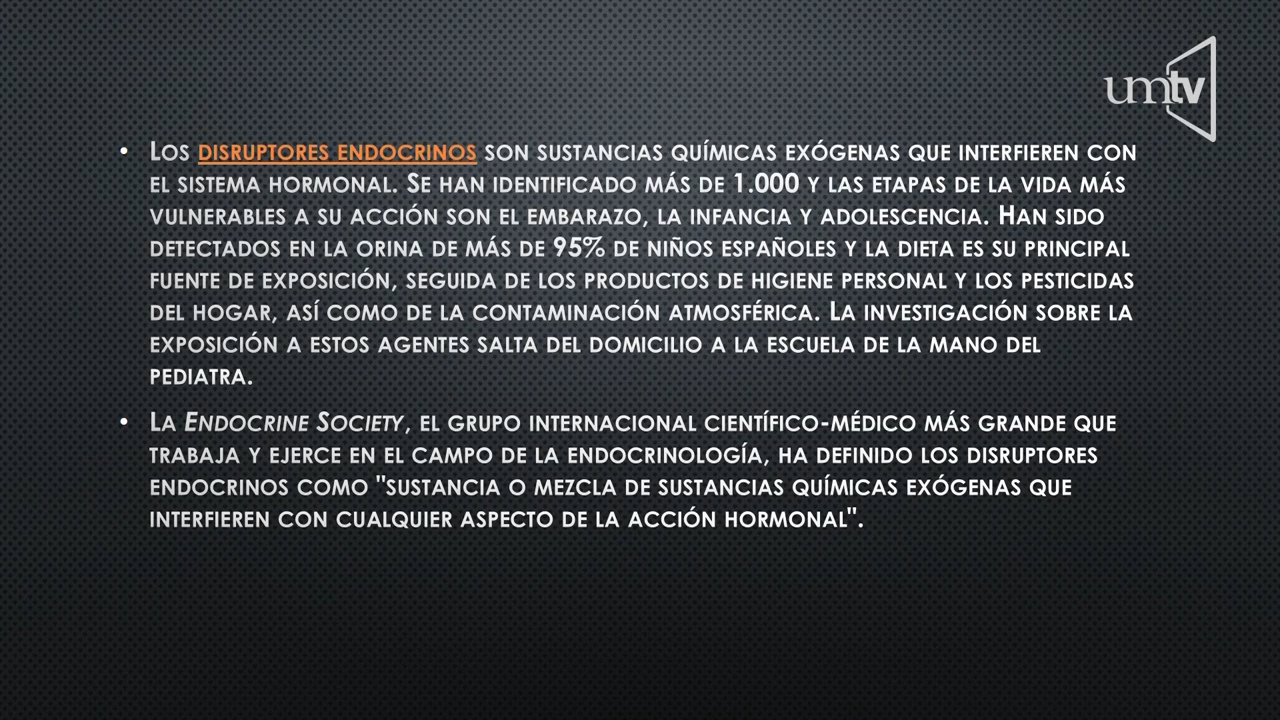 umtv
• Los disruptores endocrinos son sustancias químicas exógenas que interfieren con
el sistema hormonal. Se han identificado más de 1.000 y las etapas de la vida más
vulnerables a su acción son el embarazo, la infancia y adolescencia. Han sido
detectados en la orina de más de 95% de niños españoles y la dieta es su principal
fuente de exposición, seguida de los productos de higiene personal y los pesticidas
del hogar, así como de la contaminación atmosférica. La investigación sobre la
exposición a estos agentes salta del domicilio a la escuela de la mano del
pediatra.
• La Endocrine Society, el grupo internacional científico-médico más grande que
trabaja y ejerce en el campo de la endocrinología, ha definido los disruptores
endocrinos como "sustancia o mezcla de sustancias químicas exógenas que
interfieren con cualquier aspecto de la acción hormonal".